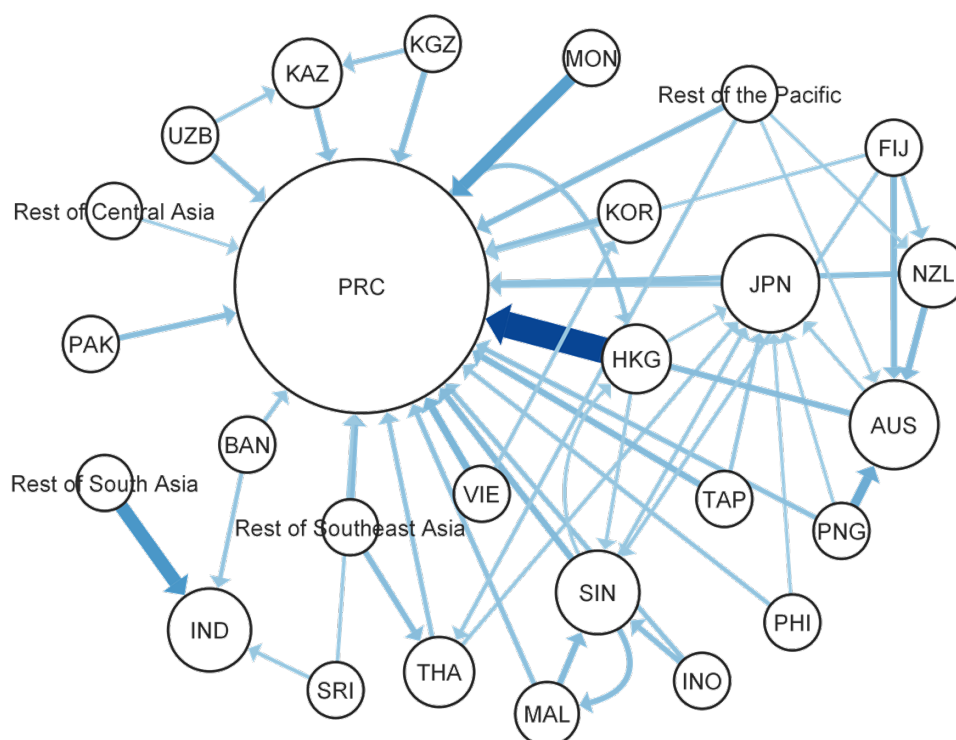 KGZ
MON
KAZ
Rest of the Pacific
UZB
FIJ
Rest of Central Asia
KOR
NZL
PRC
JPN
PAK
HKG
AUS
BAN
Rest of South Asia
VIE
TAP
Rest of Southeast Asia
PNG
SIN
PHI
IND
THA
INO
SRI
MAL